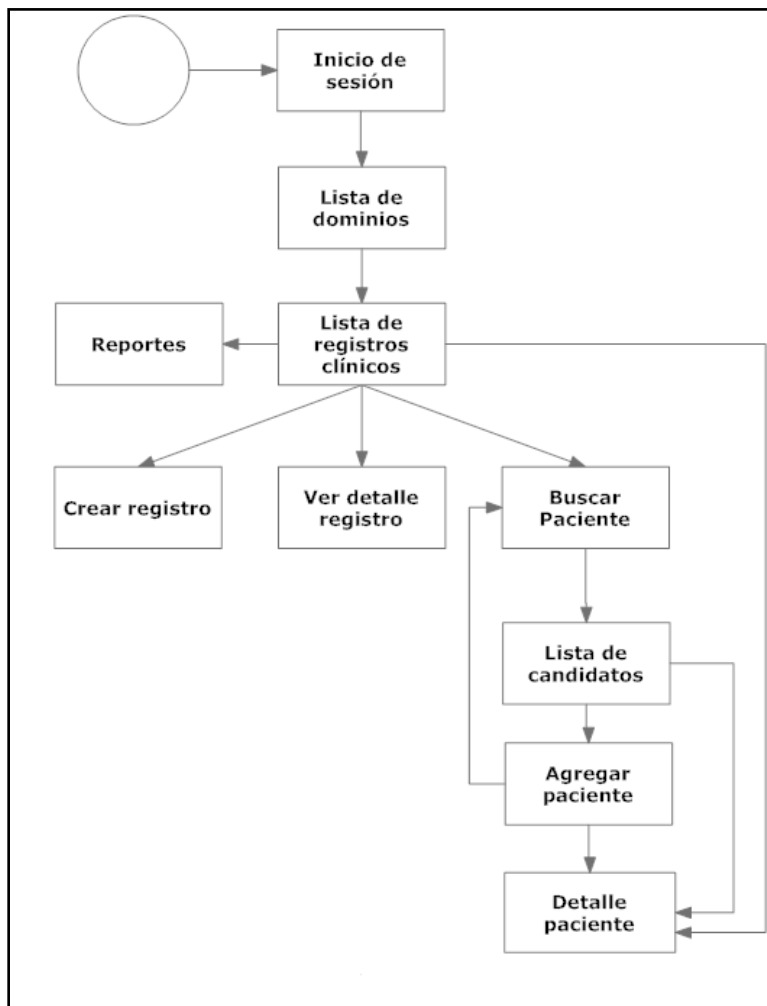 Inicio de
sesión
Lista de
dominios
Lista de
registros
clínicos
Reportes
Crear registro
Ver detalle
registro
Buscar
Paciente
Lista de
candidatos
Agregar
paciente
Detalle
paciente